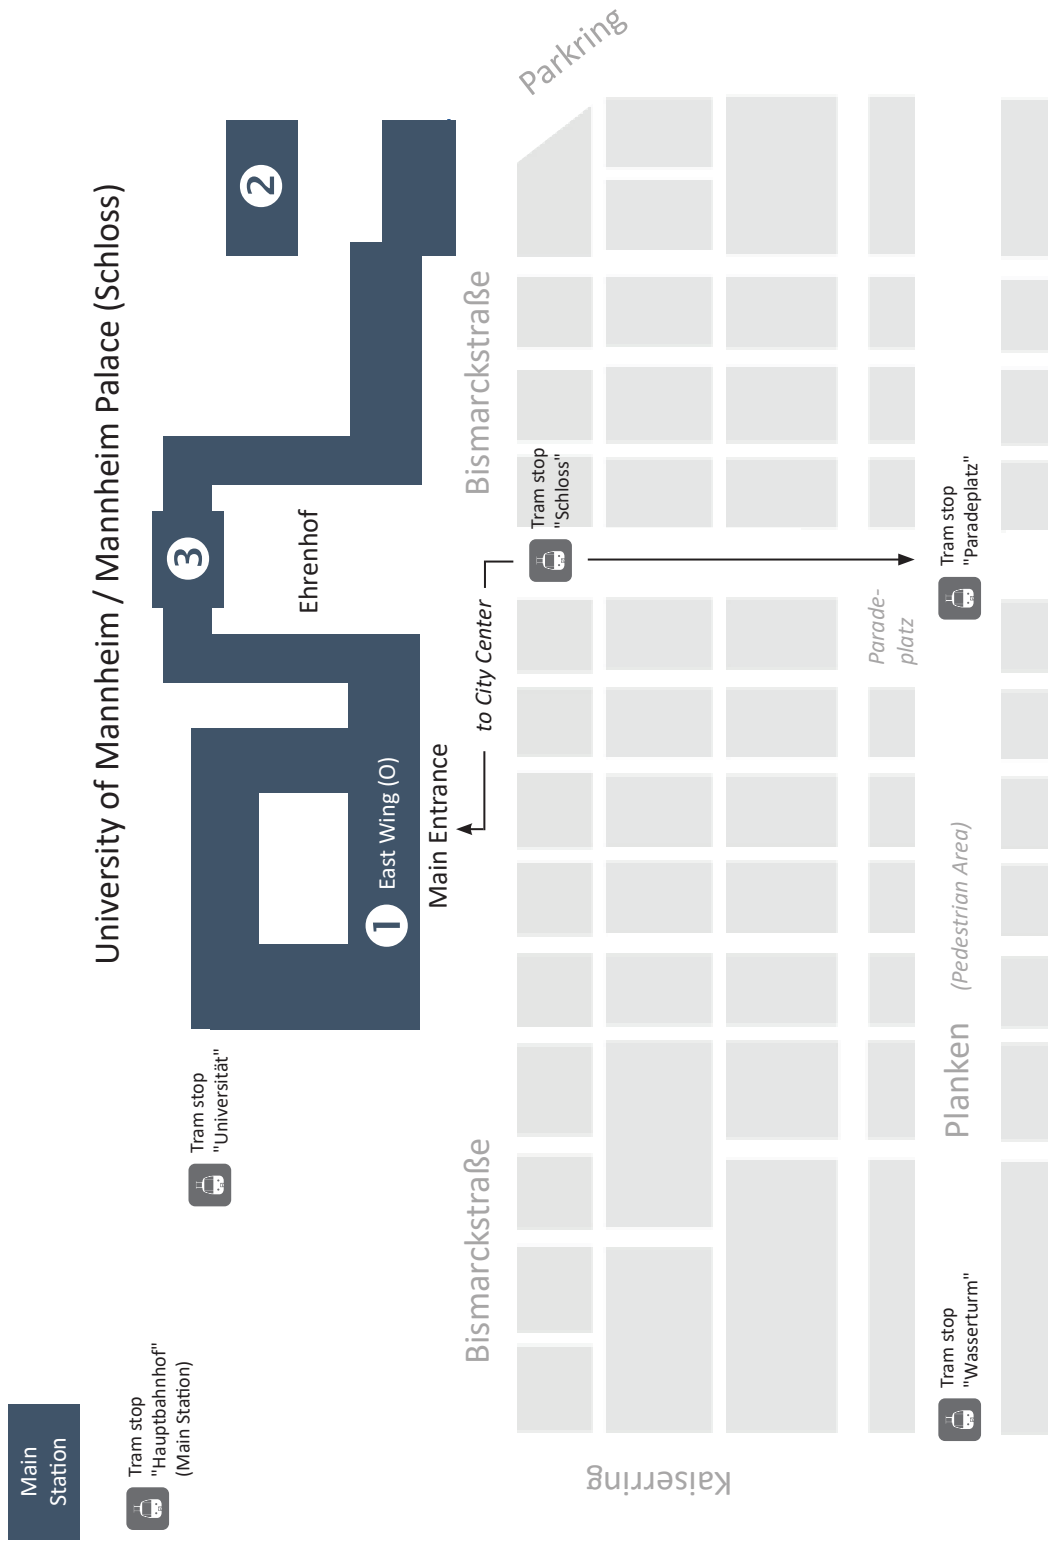 University of Mannheim / Mannheim Palace (Schloss)
Main
Station
Tram stop
"Hauptbahnhof"
(Main Station)
Tram stop
"Universität"
1 East Wing (O)
Main Entrance
3
Ehrenhof
2
Bismarckstraße
to City Center
Bismarckstraße
Parkring
Tram stop
"Schloss"
Kaiserring
Parade-
platz
Tram stop
"Wasserturm"
Planken (Pedestrian Area)
Tram stop
"Paradeplatz"